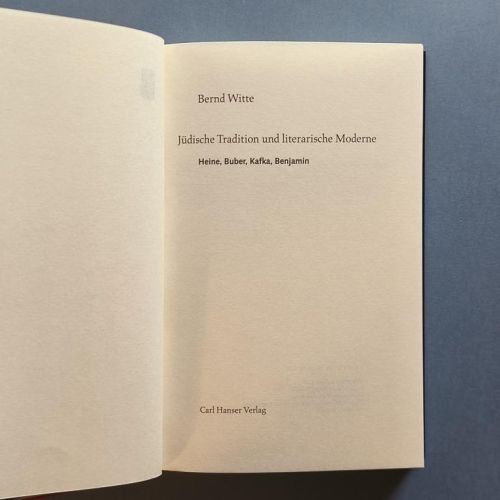 Bernd Witte
Jüdische Tradition und literarische Moderne
Heine, Buber, Kafka, Benjamin
Carl Hanser Verlag